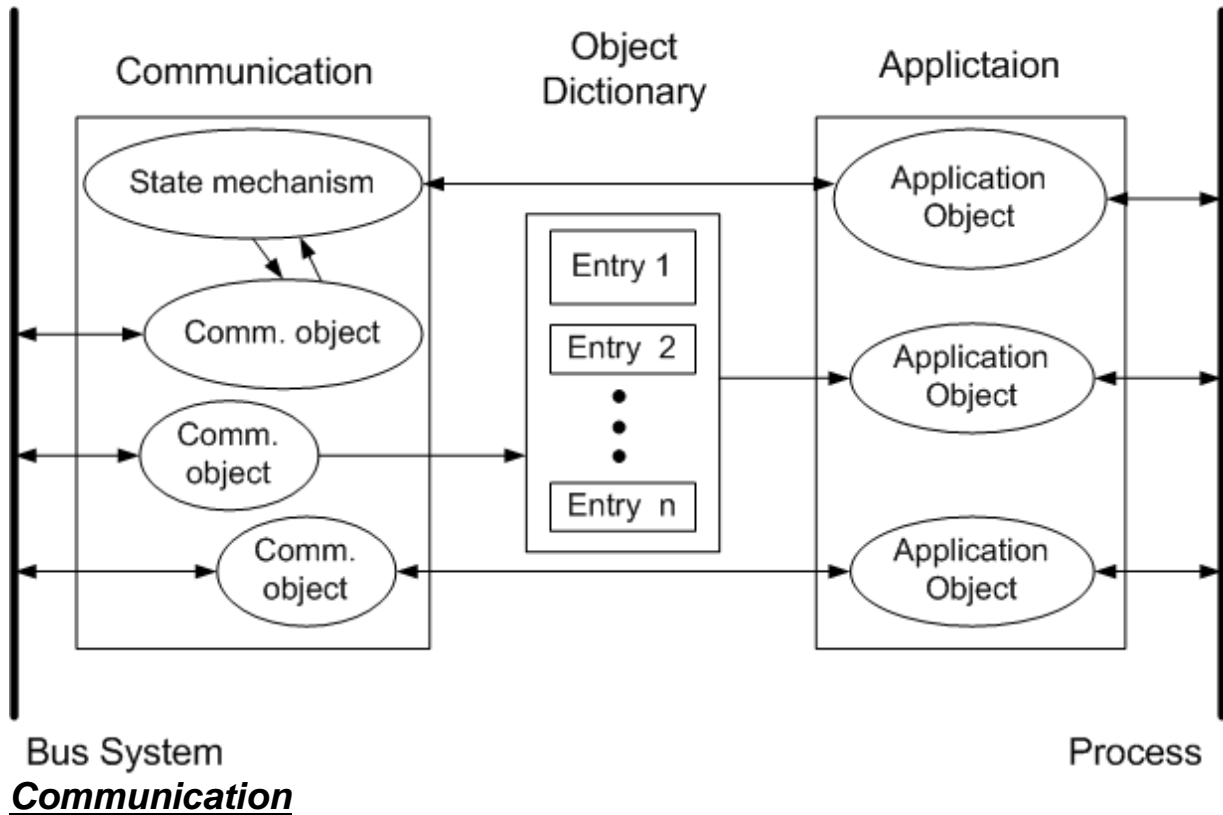 Communication
Object
Dictionary
Applictaion
State mechanism
Comm. object
Comm.
object
Comm.
object
Entry 1
Entry 2
Entry n
Application
Object
Application
Object
Application
Object
Bus System
Process
Communication